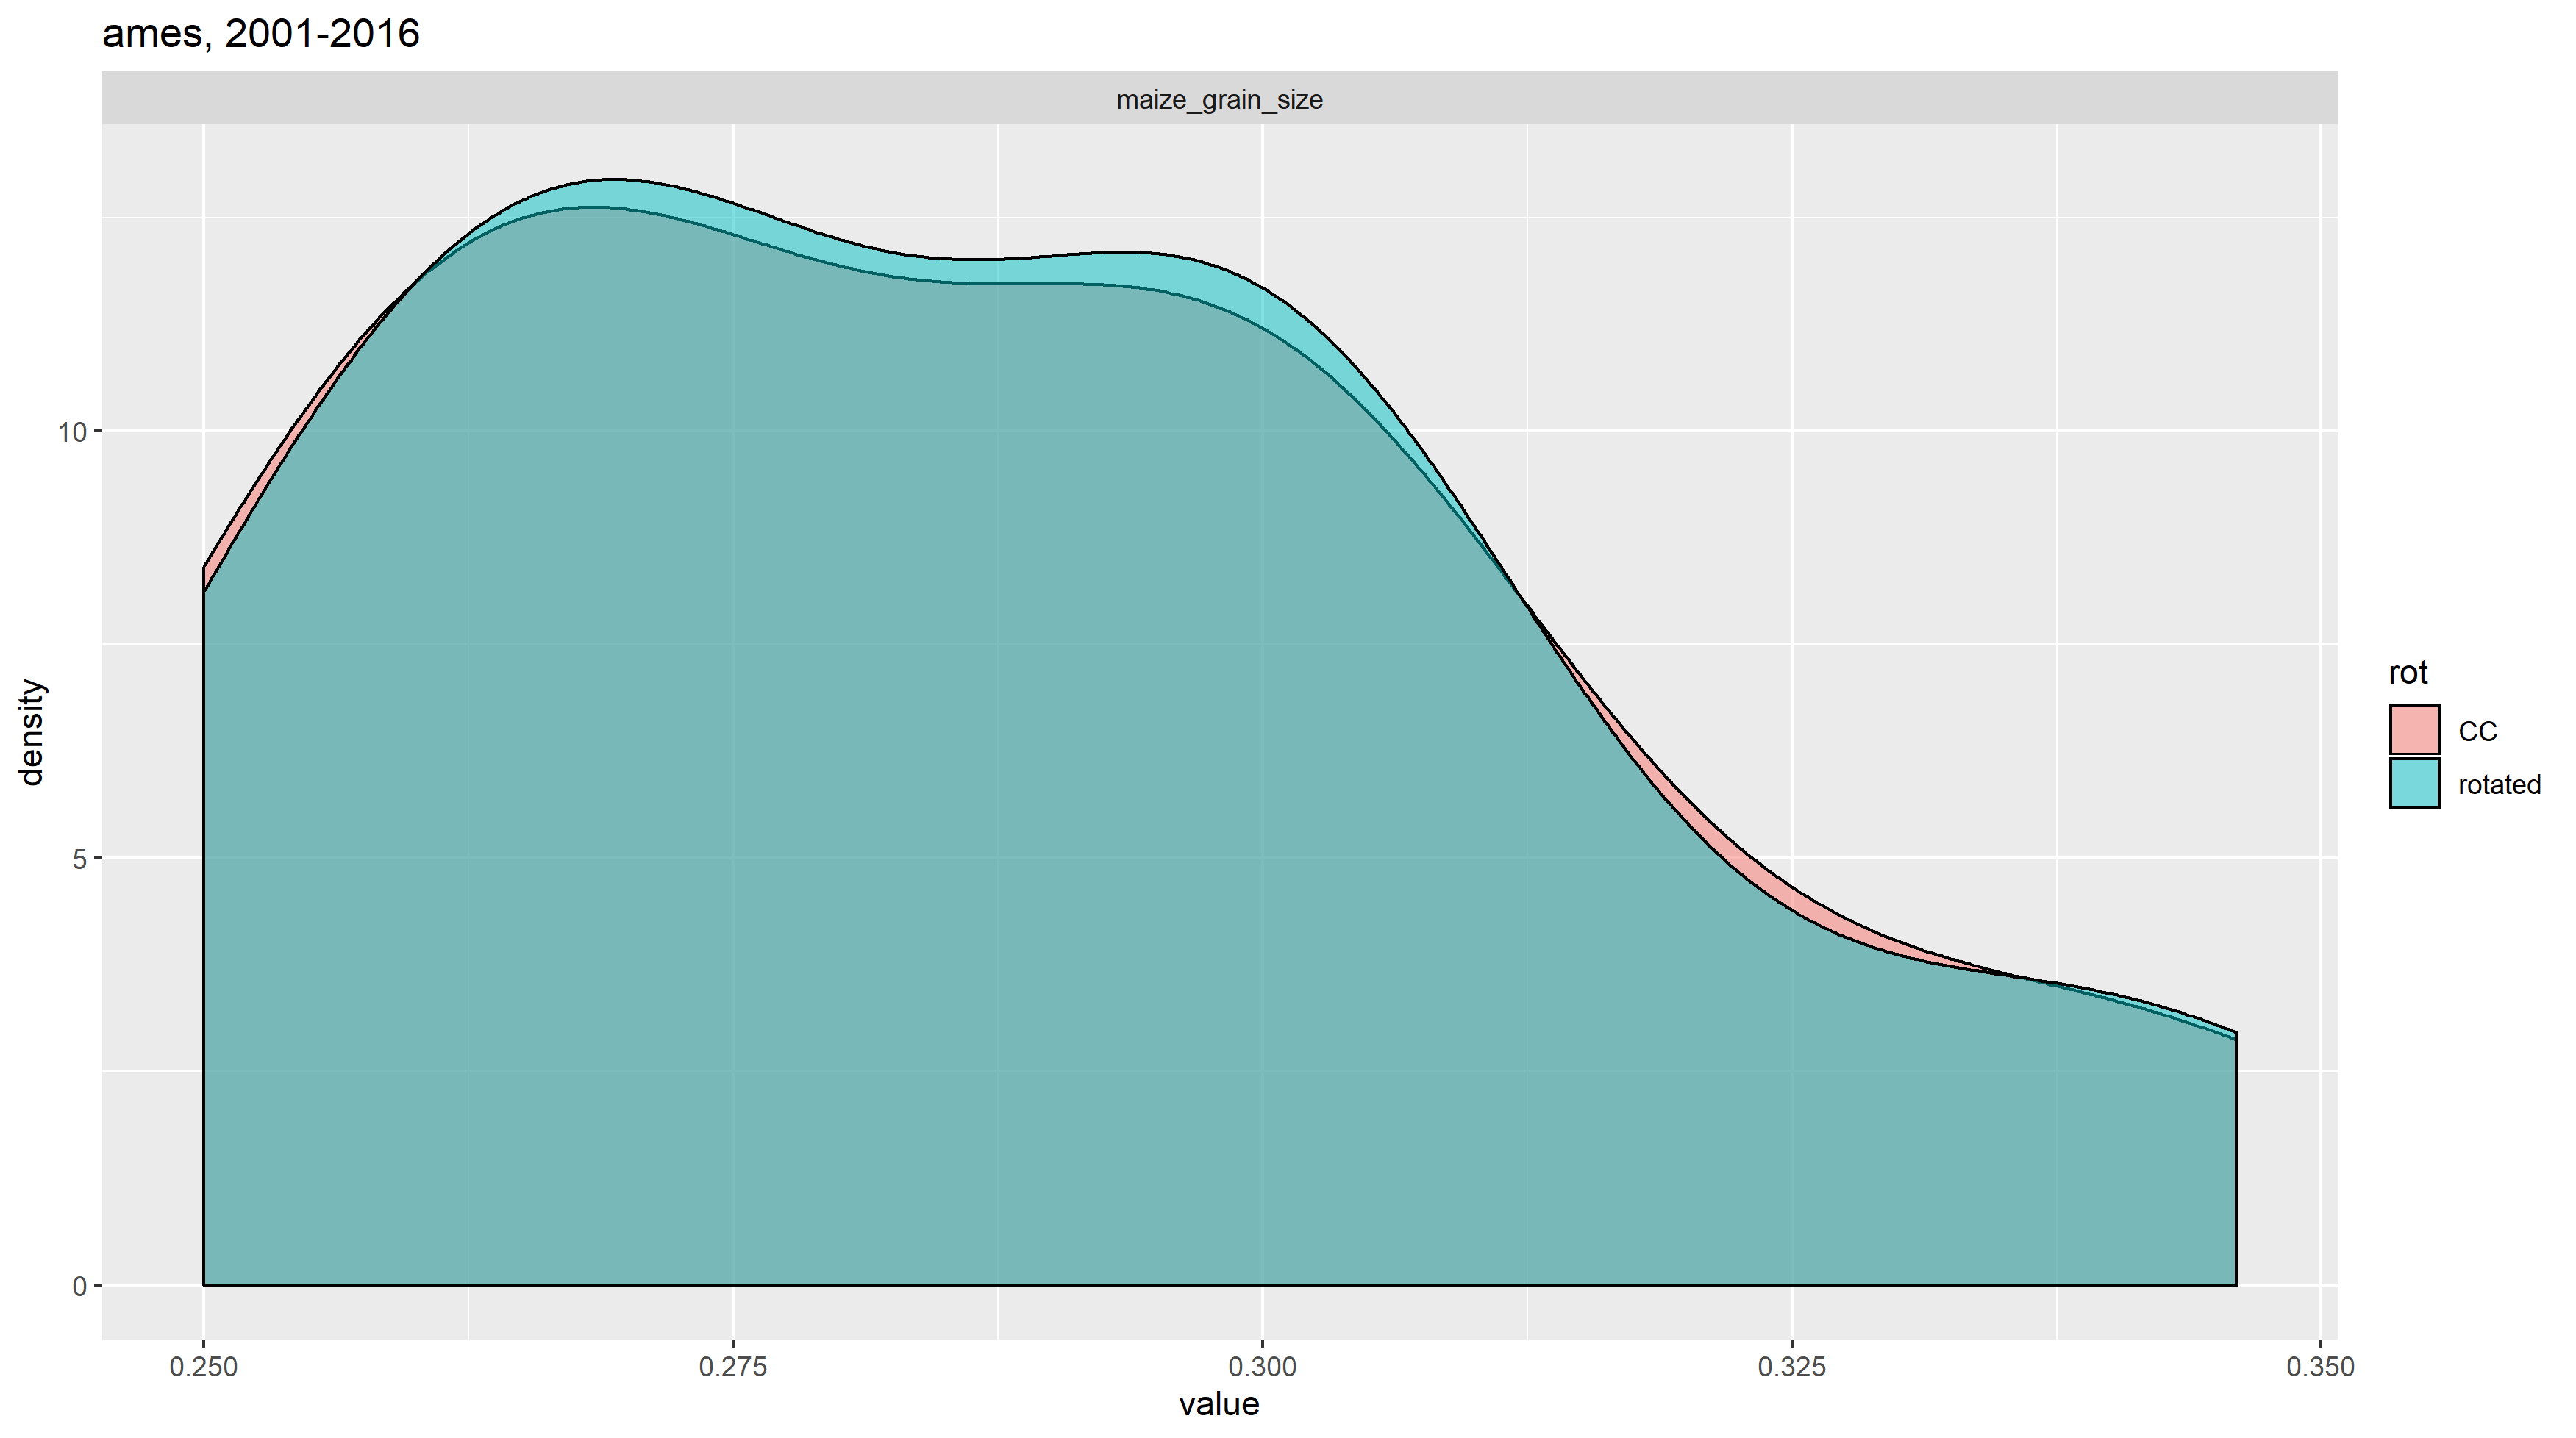 ames, 2001-2016
maize_grain_size
density
10
5
0
0.250
0.275
0.300
0.325
0.350
value
rot
CC
rotated